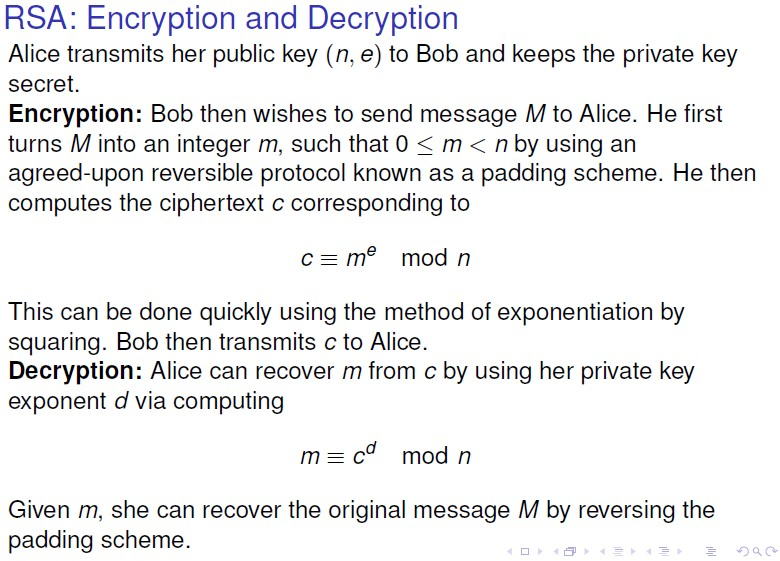 RSA: Encryption and Decryption
Alice transmits her public key (n, e) to Bob and keeps the private key
secret.
Encryption: Bob then wishes to send message M to Alice. He first
turns M into an integer m, such that 0 ≤ m < n by using an
agreed-upon reversible protocol known as a padding scheme. He then
computes the ciphertext c corresponding to
c ≡ mᵉ mod n
This can be done quickly using the method of exponentiation by
squaring. Bob then transmits c to Alice.
Decryption: Alice can recover m from c by using her private key
exponent d via computing
m ≡ cᵈ mod n
Given m, she can recover the original message M by reversing the
padding scheme.